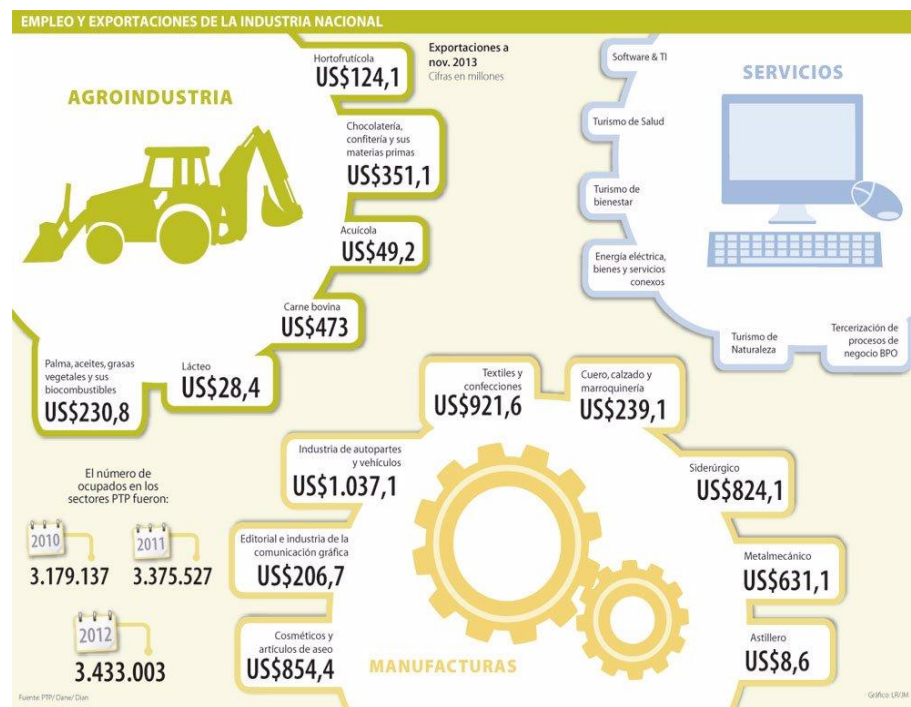 EMPLEO Y EXPORTACIONES DE LA INDUSTRIA NACIONAL
AGROINDUSTRIA
Exportaciones a
nov. 2013
Cifras en millones
Hortofrutícola
US$124,1
Chocolatería,
confitería y sus
materias primas
US$351,1
Acuícola
US$49,2
Carne bovina
US$473
Lácteo
US$28,4
Palma, aceites, grasas
vegetales y sus
biocombustibles
US$230,8
SERVICIOS
Software & TI
Turismo de Salud
Turismo de
bienestar
Energía eléctrica,
bienes y servicios
conexos
Turismo de
Naturaleza
Tercerización de
procesos de
negocio BPO
El número de
ocupados en los
sectores PTP fueron:
2010
3.179.137
2011
3.375.527
2012
3.433.003
MANUFACTURAS
Textiles y
confecciones
US$921,6
Cuero, calzado y
marroquinería
US$239,1
Industria de autopartes
y vehículos
US$1.037,1
Siderúrgico
US$824,1
Editorial e industria de la
comunicación gráfica
US$206,7
Metalmecánico
US$631,1
Cosméticos y
artículos de aseo
US$854,4
Astillero
US$8,6
Fuente: PTP/ Dane/ Dian
Gráfico: LR/JM